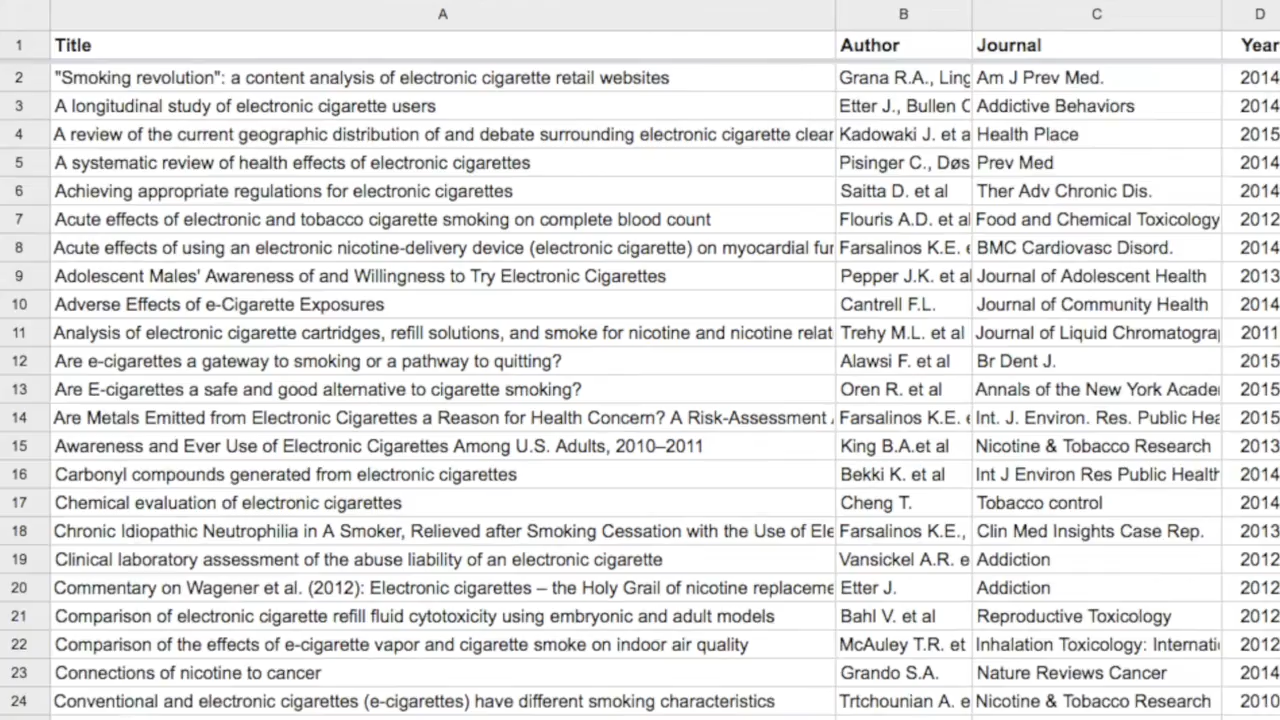 A B C D
1 Title Author Journal Year
2 "Smoking revolution": a content analysis of electronic cigarette retail websites Grana R.A., Ling Am J Prev Med. 2014
3 A longitudinal study of electronic cigarette users Etter J., Bullen C Addictive Behaviors 2014
4 A review of the current geographic distribution of and debate surrounding electronic cigarette clear Kadowaki J. et a Health Place 2015
5 A systematic review of health effects of electronic cigarettes Pisinger C., Døs Prev Med 2014
6 Achieving appropriate regulations for electronic cigarettes Saitta D. et al Ther Adv Chronic Dis. 2014
7 Acute effects of electronic and tobacco cigarette smoking on complete blood count Flouris A.D. et al Food and Chemical Toxicology 2012
8 Acute effects of using an electronic nicotine-delivery device (electronic cigarette) on myocardial fur Farsalinos K.E. e BMC Cardiovasc Disord. 2014
9 Adolescent Males' Awareness of and Willingness to Try Electronic Cigarettes Pepper J.K. et al Journal of Adolescent Health 2013
10 Adverse Effects of e-Cigarette Exposures Cantrell F.L. Journal of Community Health 2014
11 Analysis of electronic cigarette cartridges, refill solutions, and smoke for nicotine and nicotine relat Trehy M.L. et al Journal of Liquid Chromatogra 2011
12 Are e-cigarettes a gateway to smoking or a pathway to quitting? Alawsi F. et al Br Dent J. 2015
13 Are E-cigarettes a safe and good alternative to cigarette smoking? Oren R. et al Annals of the New York Acade 2015
14 Are Metals Emitted from Electronic Cigarettes a Reason for Health Concern? A Risk-Assessment Farsalinos K.E. e Int. J. Environ. Res. Public Hea 2015
15 Awareness and Ever Use of Electronic Cigarettes Among U.S. Adults, 2010–2011 King B.A.et al Nicotine & Tobacco Research 2013
16 Carbonyl compounds generated from electronic cigarettes Bekki K. et al Int J Environ Res Public Health 2014
17 Chemical evaluation of electronic cigarettes Cheng T. Tobacco control 2014
18 Chronic Idiopathic Neutrophilia in A Smoker, Relieved after Smoking Cessation with the Use of Ele Farsalinos K.E., Clin Med Insights Case Rep. 2013
19 Clinical laboratory assessment of the abuse liability of an electronic cigarette Vansickel A.R. e Addiction 2012
20 Commentary on Wagener et al. (2012): Electronic cigarettes – the Holy Grail of nicotine replaceme Etter J. Addiction 2012
21 Comparison of electronic cigarette refill fluid cytotoxicity using embryonic and adult models Bahl V. et al Reproductive Toxicology 2012
22 Comparison of the effects of e-cigarette vapor and cigarette smoke on indoor air quality McAuley T.R. et Inhalation Toxicology: Internati 2012
23 Connections of nicotine to cancer Grando S.A. Nature Reviews Cancer 2014
24 Conventional and electronic cigarettes (e-cigarettes) have different smoking characteristics Trtchounian A. e Nicotine & Tobacco Research 2010